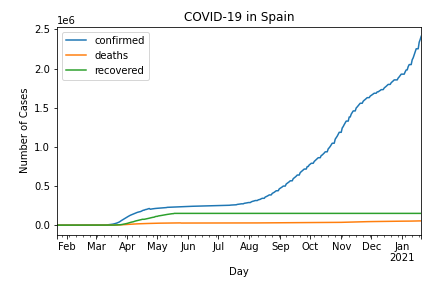 COVID-19 in Spain
1e6
confirmed
deaths
recovered
Number of Cases
2.5
2.0
1.5
1.0
0.5
0.0
Feb Mar Apr May Jun Jul Aug Sep Oct Nov Dec Jan
2021
Day